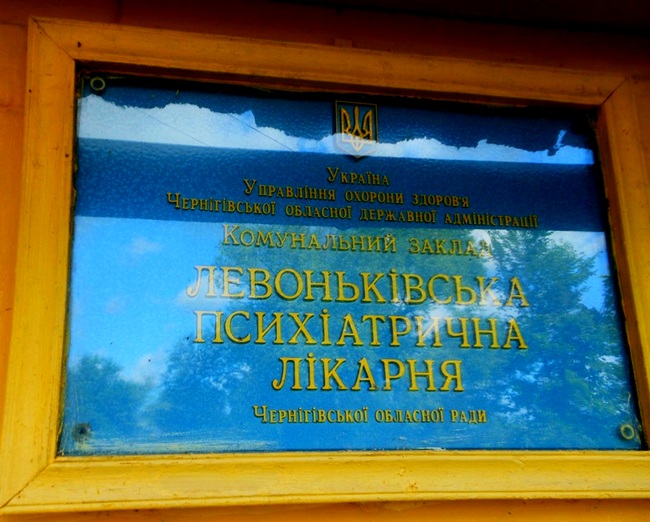 Україна
Управління охорони здоров'я
Чернігівської обласної державної адміністрації
Комунальний заклад
ЛЕВОНЬКІВСЬКА
ПСИХІАТРИЧНА
ЛІКАРНЯ
Чернігівської обласної ради